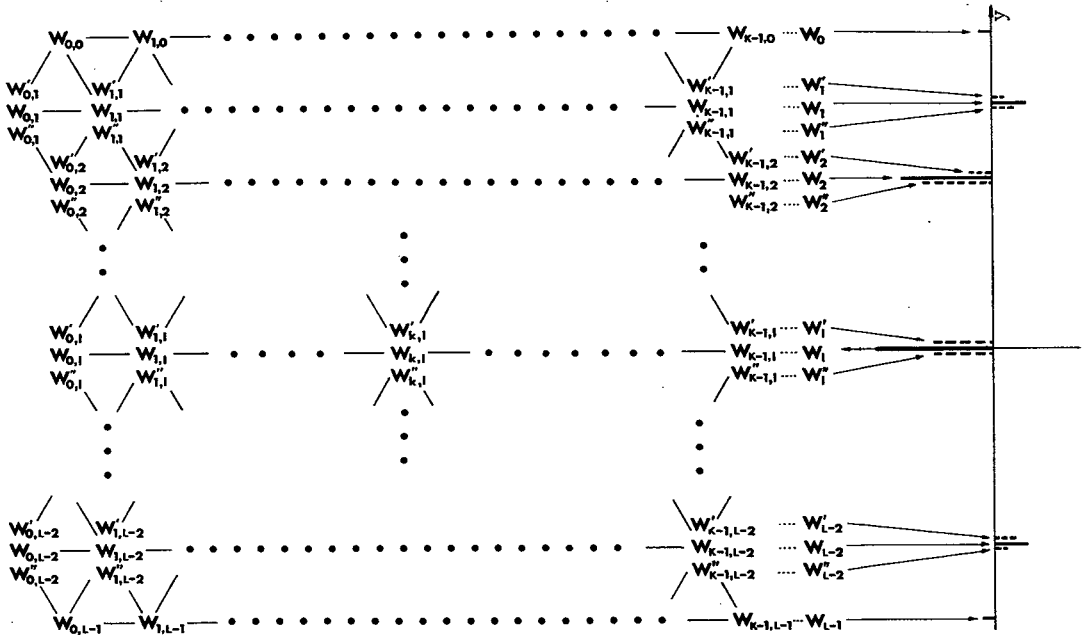 W0,0 W1,0 WK-1,0 W0 y
W'0,1 W'1,1 W'K-1,1 W'1
W0,1 W1,1 WK-1,1 W1
W''0,1 W''1,1 W''K-1,1 W''1
W'0,2 W'1,2 W'K-1,2 W'2
W0,2 W1,2 WK-1,2 W2
W''0,2 W''1,2 W''K-1,2 W''2
W'0,l W'1,l W'k,l W'K-1,l W'l
W0,l W1,l Wk,l WK-1,l Wl
W''0,l W''1,l W''k,l W''K-1,l W''l
W'0,L-2 W'1,L-2 W'K-1,L-2 W'L-2
W0,L-2 W1,L-2 WK-1,L-2 WL-2
W''0,L-2 W''1,L-2 W''K-1,L-2 W''L-2
W0,L-1 W1,L-1 WK-1,L-1 WL-1